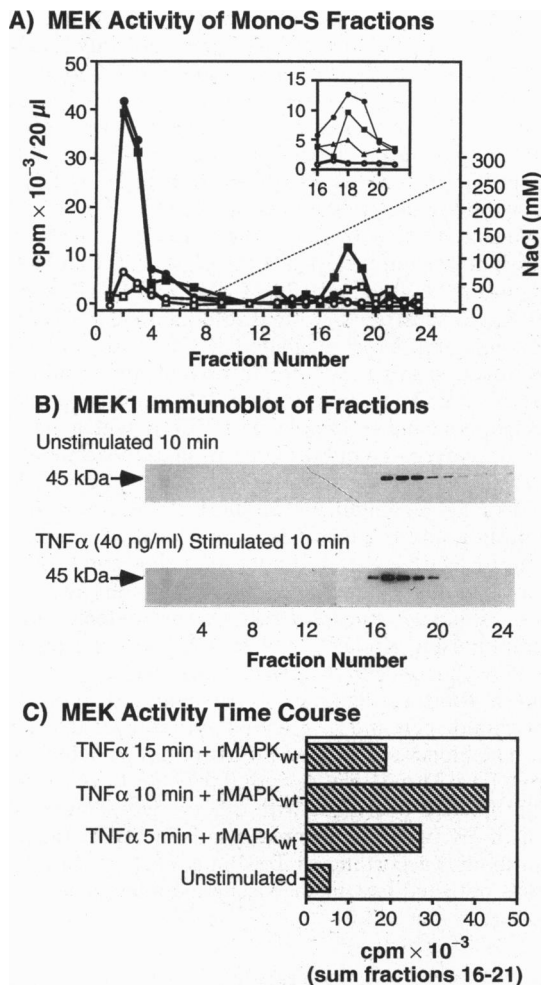 A) MEK Activity of Mono-S Fractions
50
40
30
20
10
0
cpm × 10⁻³/ 20 µl
15
10
5
0
16 18 20
300
250
200
150
100
50
0
NaCl (mM)
0 4 8 12 16 20 24
Fraction Number
B) MEK1 Immunoblot of Fractions
Unstimulated 10 min
45 kDa
TNFα (40 ng/ml) Stimulated 10 min
45 kDa
4 8 12 16 20 24
Fraction Number
C) MEK Activity Time Course
TNFα 15 min + rMAPKwt
TNFα 10 min + rMAPKwt
TNFα 5 min + rMAPKwt
Unstimulated
0 10 20 30 40 50
cpm × 10⁻³
(sum fractions 16-21)